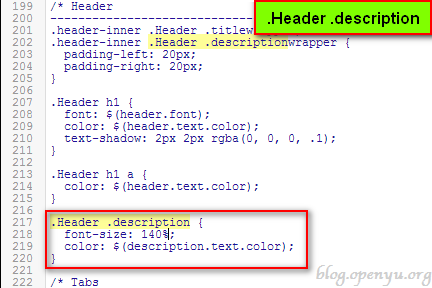 .Header .description
199 /* Header
200 -----------------------------------------------
201 .header-inner .Header .titlew
202 .header-inner .Header .descriptionwrapper {
203 padding-left: 20px;
204 padding-right: 20px;
205 }
206
207 .Header h1 {
208 font: $(header.font);
209 color: $(header.text.color);
210 text-shadow: 2px 2px rgba(0, 0, 0, .1);
211 }
212
213 .Header h1 a {
214 color: $(header.text.color);
215 }
216
217 .Header .description {
218 font-size: 140%;
219 color: $(description.text.color);
220 }
221
222 /* Tabs
blog.openyu.org